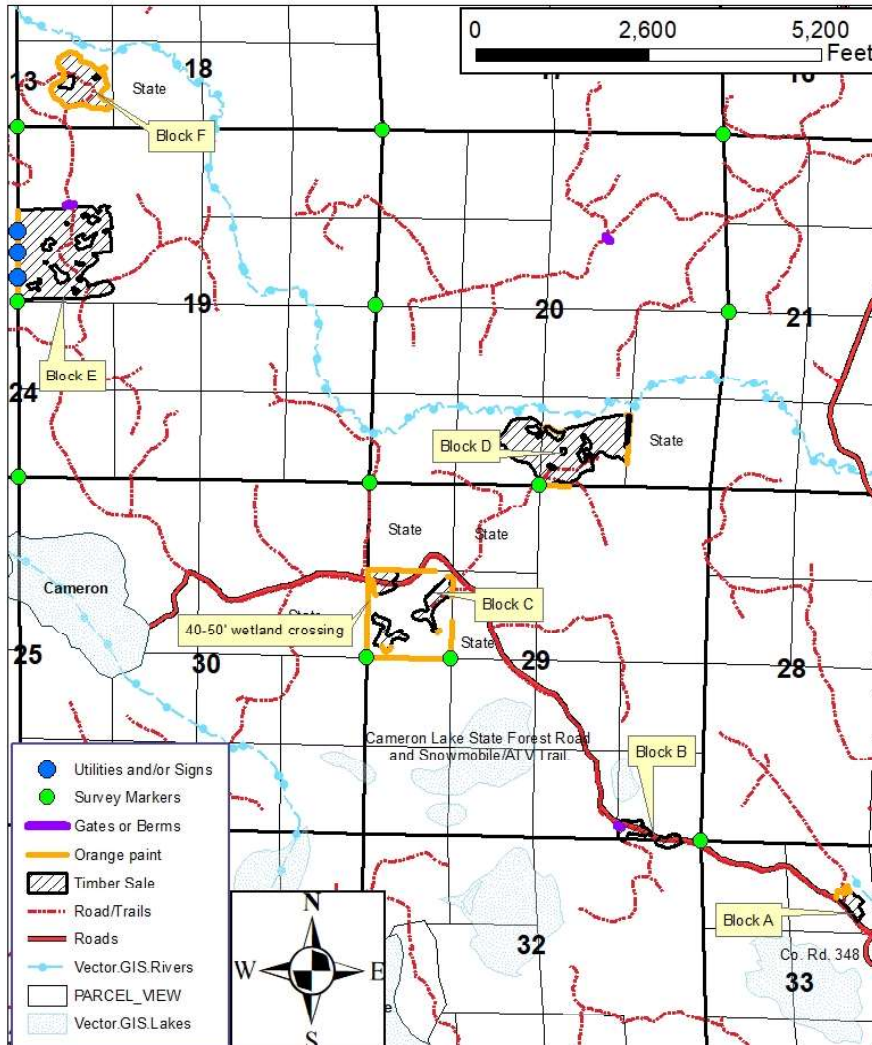 0 2,600 5,200
Feet
13
18
State
Block F
19
20
21
Block E
24
Block D
State
State
State
Cameron
40-50' wetland crossing
Block C
State
25
30
29
28
Cameron Lake State Forest Road
and Snowmobile/ATV Trail
Block B
Block A
32
Co. Rd. 348
33
Utilities and/or Signs
Survey Markers
Gates or Berms
Orange paint
Timber Sale
Road/Trails
Roads
Vector.GIS.Rivers
PARCEL_VIEW
Vector.GIS.Lakes
N
W E
S